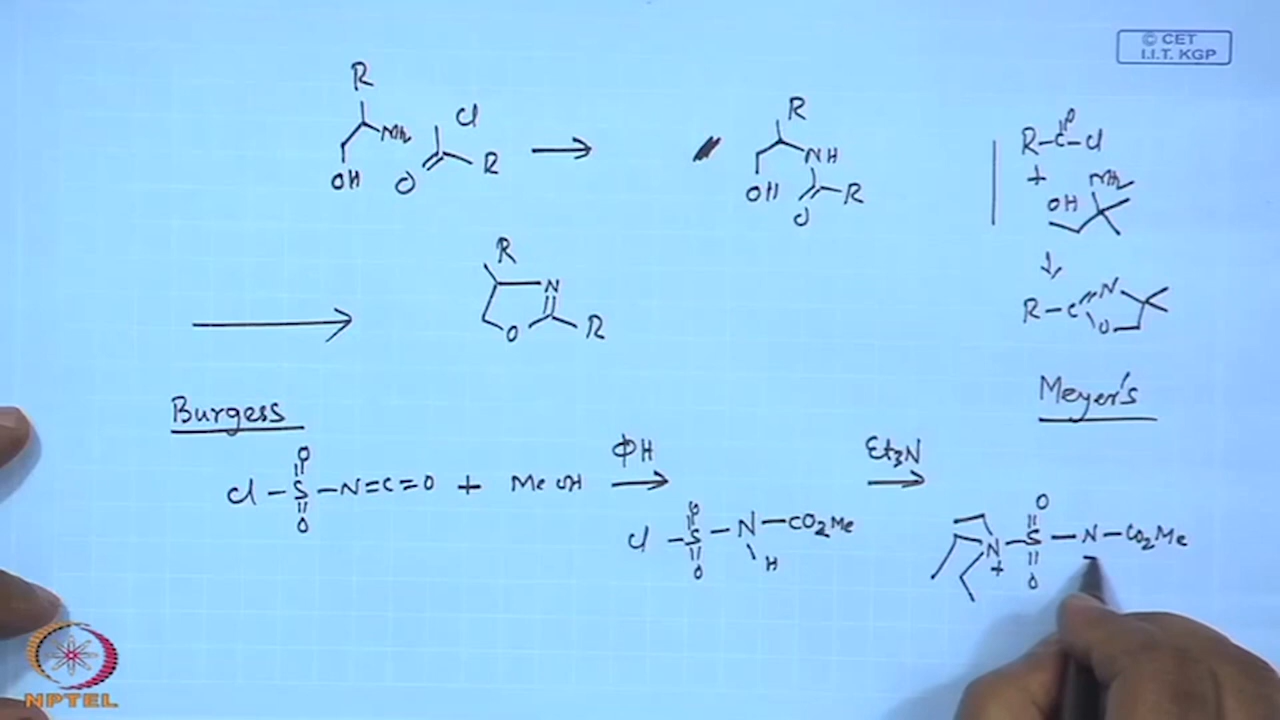 © CET
I.I.T. KGP
R
NH2
OH
Cl
O
R
R
NH
OH
O
R
R-C-Cl
O
+
NH2
OH
R-C
N
O
R
N
O
R
Meyer's
Burgess
Cl-S-N=C=O + MeOH
O
O
ΦH
Cl-S-N-CO2Me
O
O
H
Et3N
N-S-N-CO2Me
+
O
O
-
NPTEL